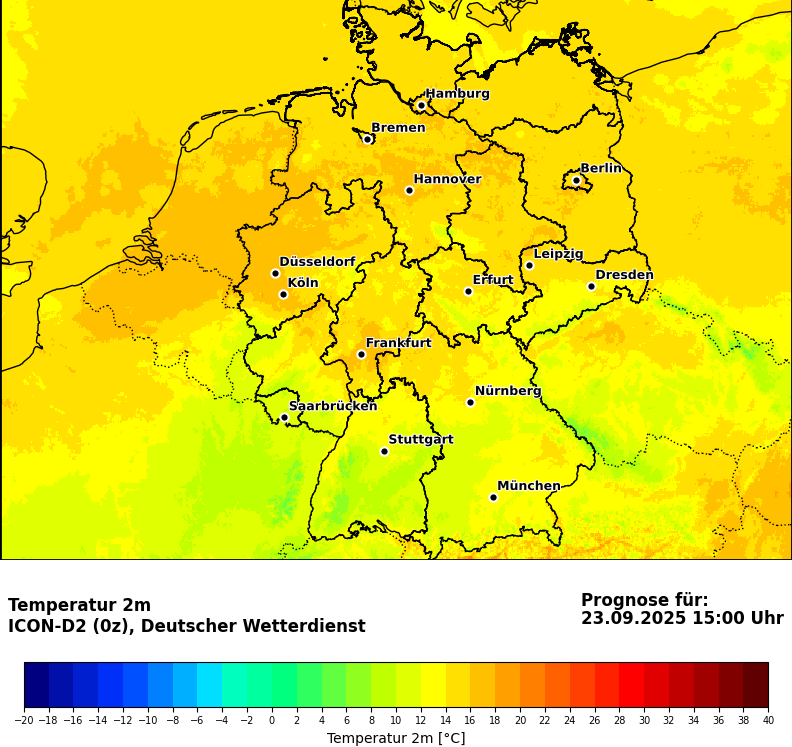 Hamburg
Bremen
Berlin
Hannover
Leipzig
Düsseldorf
Dresden
Köln
Erfurt
Frankfurt
Nürnberg
Saarbrücken
Stuttgart
München
Temperatur 2m
ICON-D2 (0z), Deutscher Wetterdienst
Prognose für:
23.09.2025 15:00 Uhr
−20 −18 −16 −14 −12 −10 −8 −6 −4 −2 0 2 4 6 8 10 12 14 16 18 20 22 24 26 28 30 32 34 36 38 40
Temperatur 2m [°C]